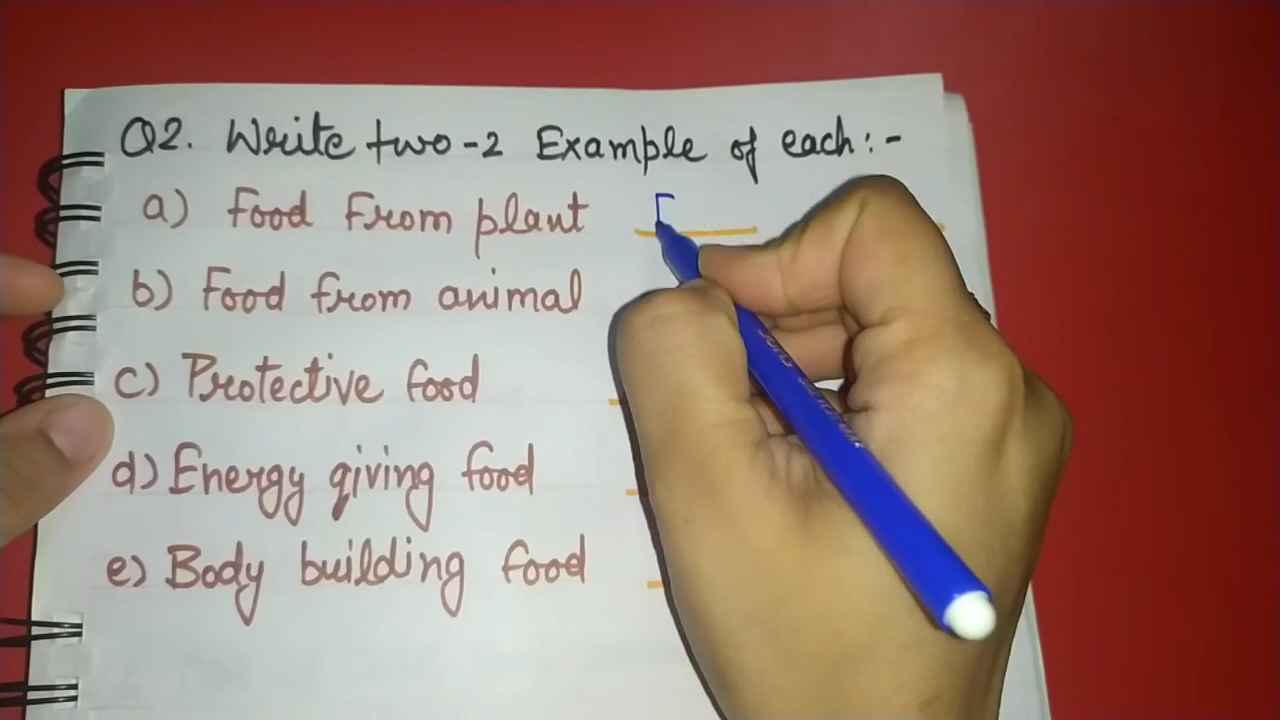 Q2. Write two-2 Example of each:-
a) Food From plant
b) Food from animal
c) Protective food
d) Energy giving food
e) Body building food